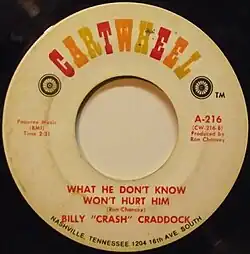 CARTWHEEL
TM
Papoose Music
(BMI)
Time 2:31
A-216
(CW-216-B)
Produced by
Ron Chancey
WHAT HE DON'T KNOW
WON'T HURT HIM
(Ron Chancey)
BILLY "CRASH" CRADDOCK
NASHVILLE, TENNESSEE 1204 16th AVE. SOUTH